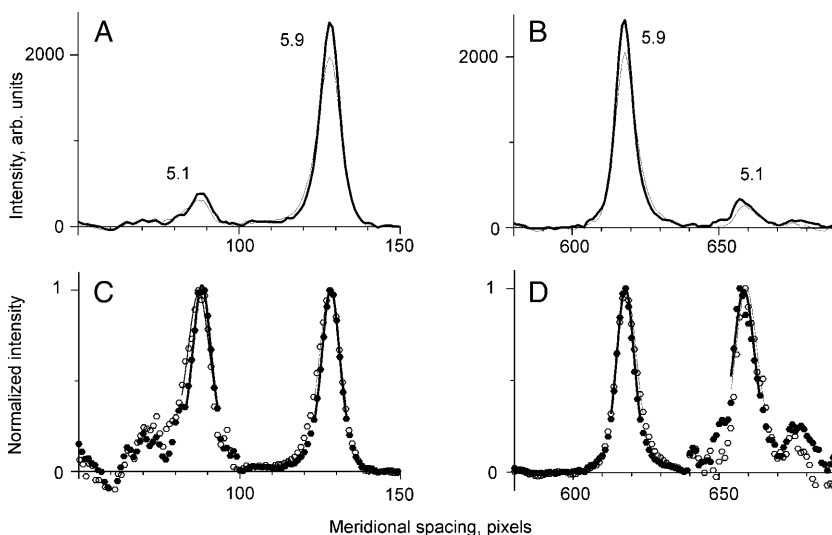 A
B
5.9
5.9
2000
2000
5.1
5.1
Intensity, arb. units
0
0
100
150
600
650
C
D
1
1
Normalized intensity
0
0
100
150
600
650
Meridional spacing, pixels